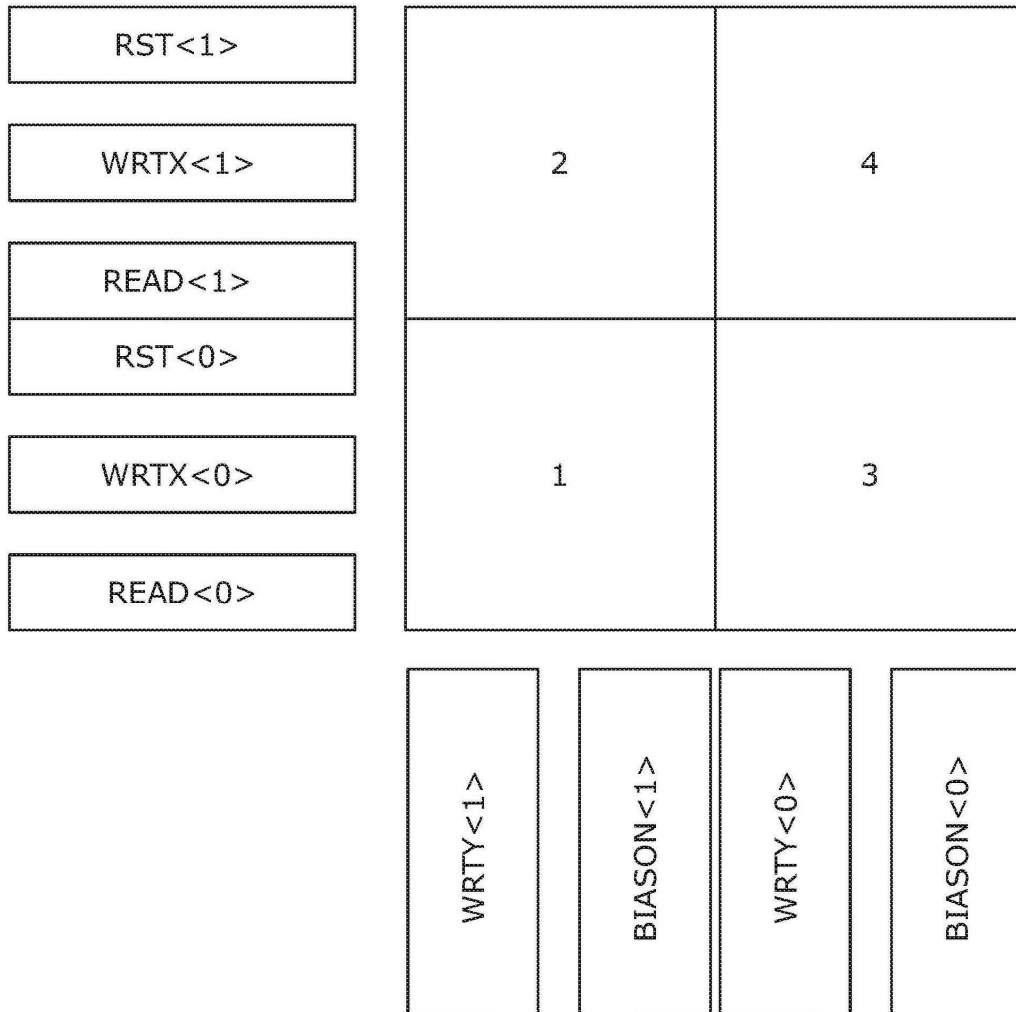 RST<1>
WRTX<1>
2
4
READ<1>
RST<0>
WRTX<0>
1
3
READ<0>
WRTY<1>
BIASON<1>
WRTY<0>
BIASON<0>